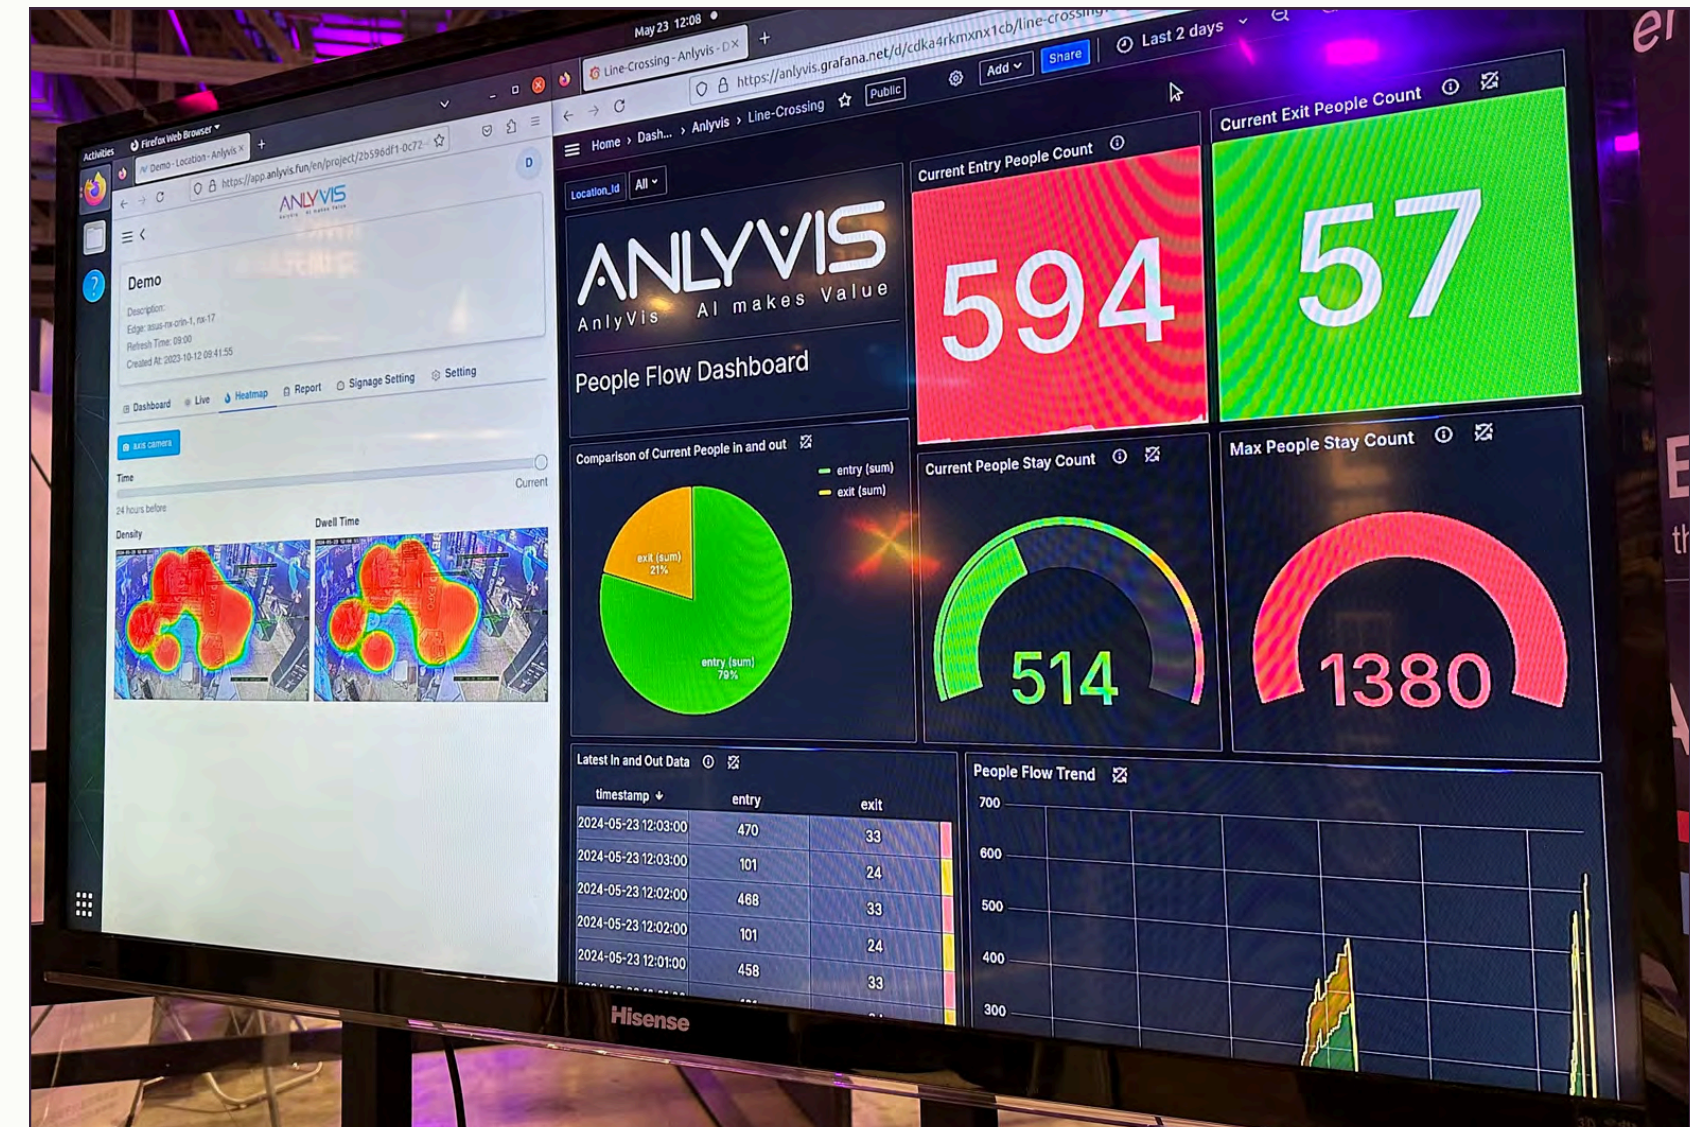 May 23 12:08
Activities
Firefox Web Browser
Demo - Location - Anlyvis
https://app.anlyvis.fun/en/project/2b596df1-0c72-
D
ANLYVIS
Demo
Description:
Refresh Time: 09:00
Created At: 2023-10-12 09:41:55
Dashboard
Live
Heatmap
Report
Signage Setting
Setting
axis camera
Time
24 hours before
Current
Density
Dwell Time
Line-Crossing - Anlyvis - D
https://anlyvis.grafana.net/d/cdka4rkmxnx1cb/line-crossing
Home › Dash... › Anlyvis › Line-Crossing
Public
Add
Share
Last 2 days
Location_Id
All
ANLYVIS
AnlyVis AI makes Value
People Flow Dashboard
Current Entry People Count
594
Current Exit People Count
57
Comparison of Current People in and out
entry (sum)
exit (sum)
exit (sum)
21%
entry (sum)
79%
Current People Stay Count
514
Max People Stay Count
1380
Latest In and Out Data
timestamp entry exit
2024-05-23 12:03:00 470 33
2024-05-23 12:03:00 101 24
2024-05-23 12:02:00 468 33
2024-05-23 12:02:00 101 24
2024-05-23 12:01:00 458 33
People Flow Trend
700
600
500
400
300
Hisense